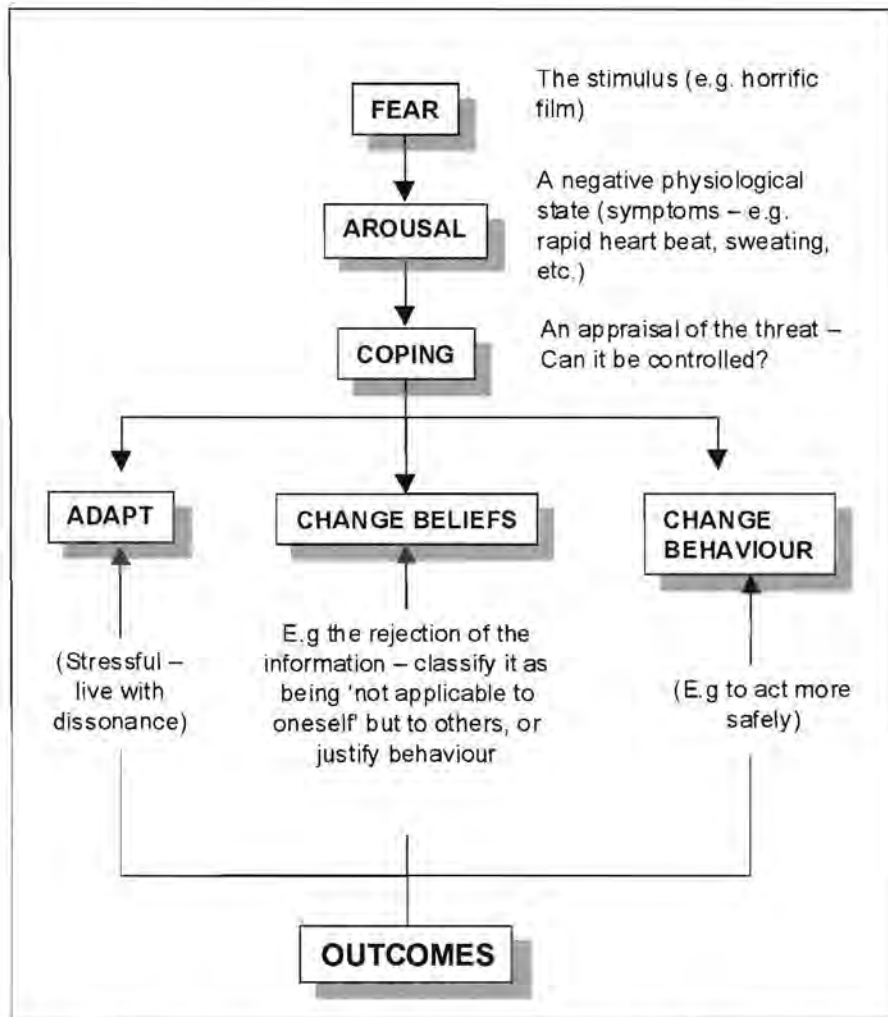 The stimulus (e.g. horrific
film)
FEAR
A negative physiological
state (symptoms – e.g.
rapid heart beat, sweating,
etc.)
AROUSAL
An appraisal of the threat –
Can it be controlled?
COPING
ADAPT
CHANGE BELIEFS
CHANGE
BEHAVIOUR
(Stressful –
live with
dissonance)
E.g the rejection of the
information – classify it as
being 'not applicable to
oneself' but to others, or
justify behaviour
(E.g to act more
safely)
OUTCOMES